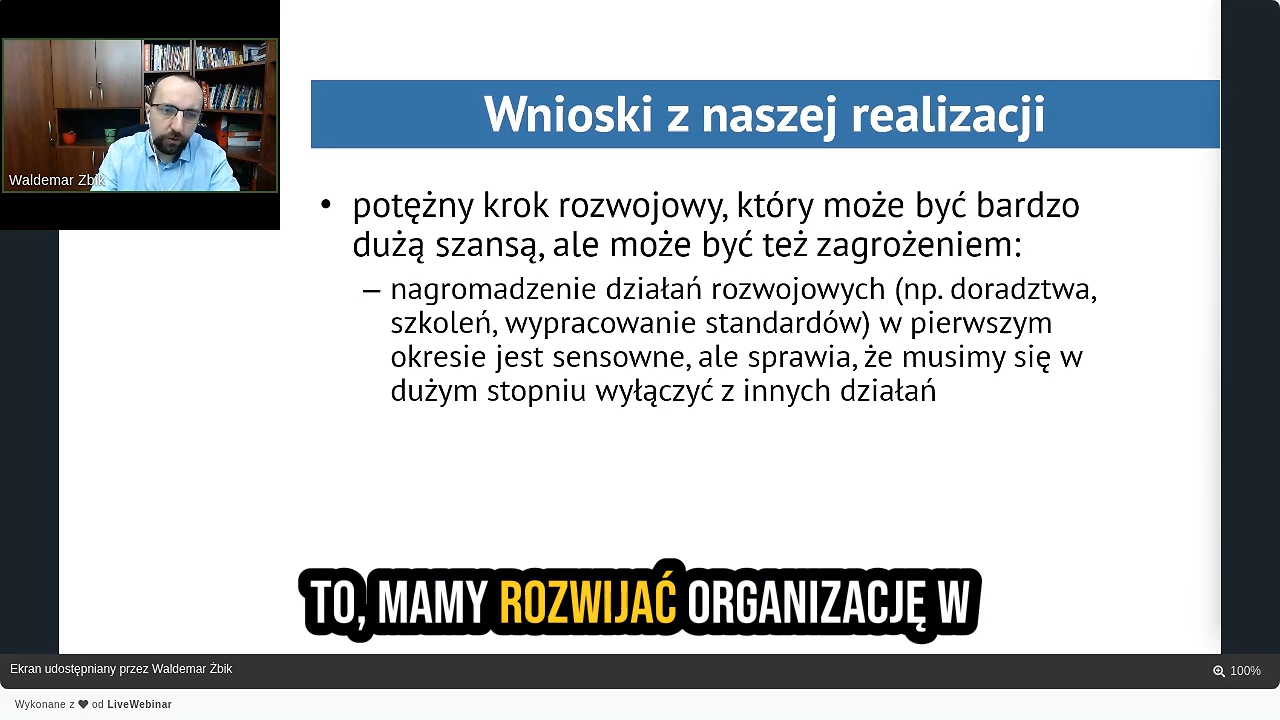 Waldemar Żbik
Wnioski z naszej realizacji
• potężny krok rozwojowy, który może być bardzo
dużą szansą, ale może być też zagrożeniem:
– nagromadzenie działań rozwojowych (np. doradztwa,
szkoleń, wypracowanie standardów) w pierwszym
okresie jest sensowne, ale sprawia, że musimy się w
dużym stopniu wyłączyć z innych działań
TO, MAMY ROZWIJAĆ ORGANIZACJĘ W
Ekran udostępniany przez Waldemar Żbik
100%
Wykonane z ❤ od LiveWebinar